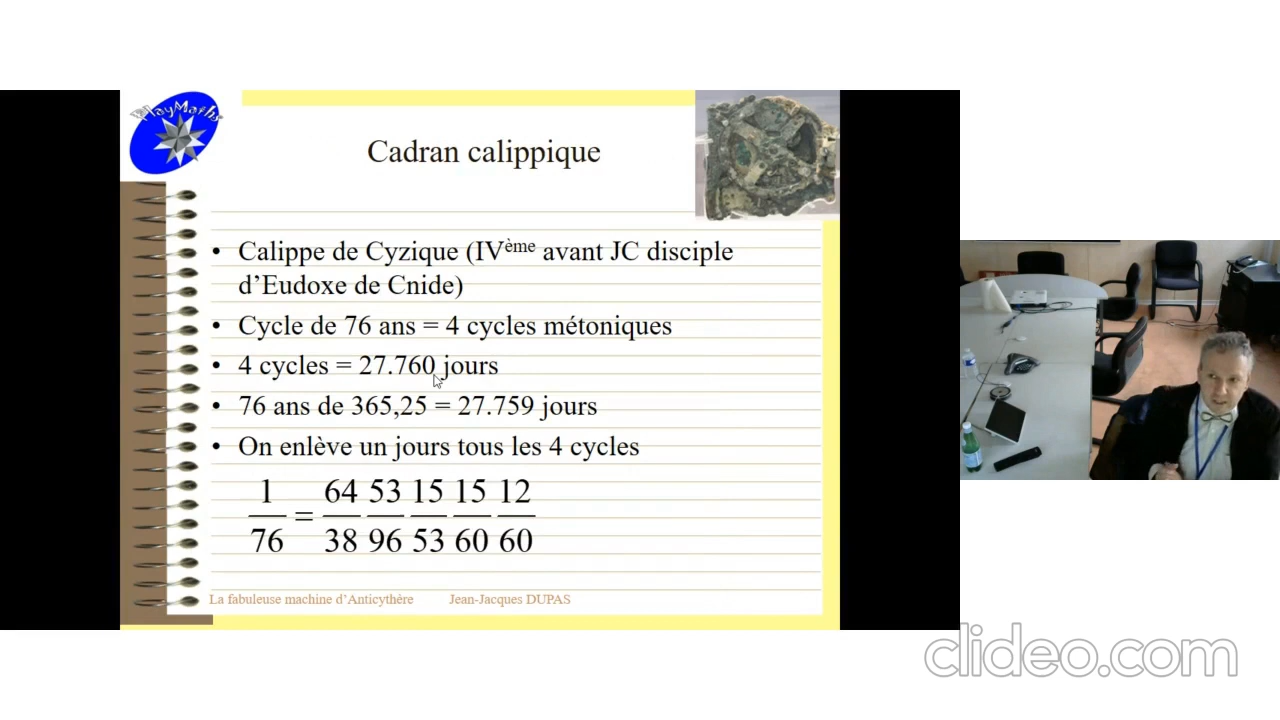 PlayMaths
Cadran calippique
• Calippe de Cyzique (IVème avant JC disciple
d’Eudoxe de Cnide)
• Cycle de 76 ans = 4 cycles métoniques
• 4 cycles = 27.760 jours
• 76 ans de 365,25 = 27.759 jours
• On enlève un jours tous les 4 cycles
1/76 = 64/38 53/96 15/53 15/60 12/60
La fabuleuse machine d’Anticythère Jean-Jacques DUPAS
clideo.com